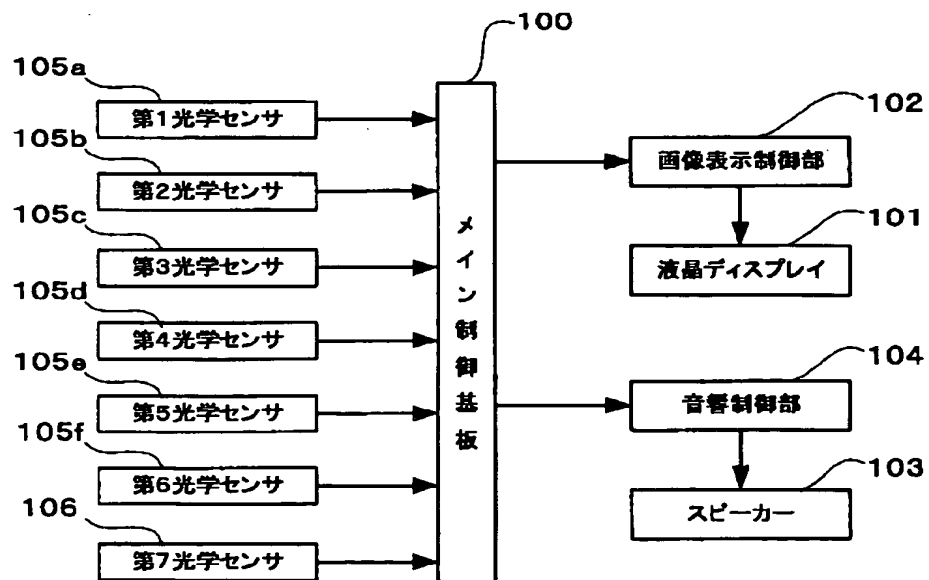 100
105a
第1光学センサ
105b
第2光学センサ
105c
第3光学センサ
105d
第4光学センサ
105e
第5光学センサ
105f
第6光学センサ
106
第7光学センサ
メイン制御基板
102
画像表示制御部
101
液晶ディスプレイ
104
音響制御部
103
スピーカー